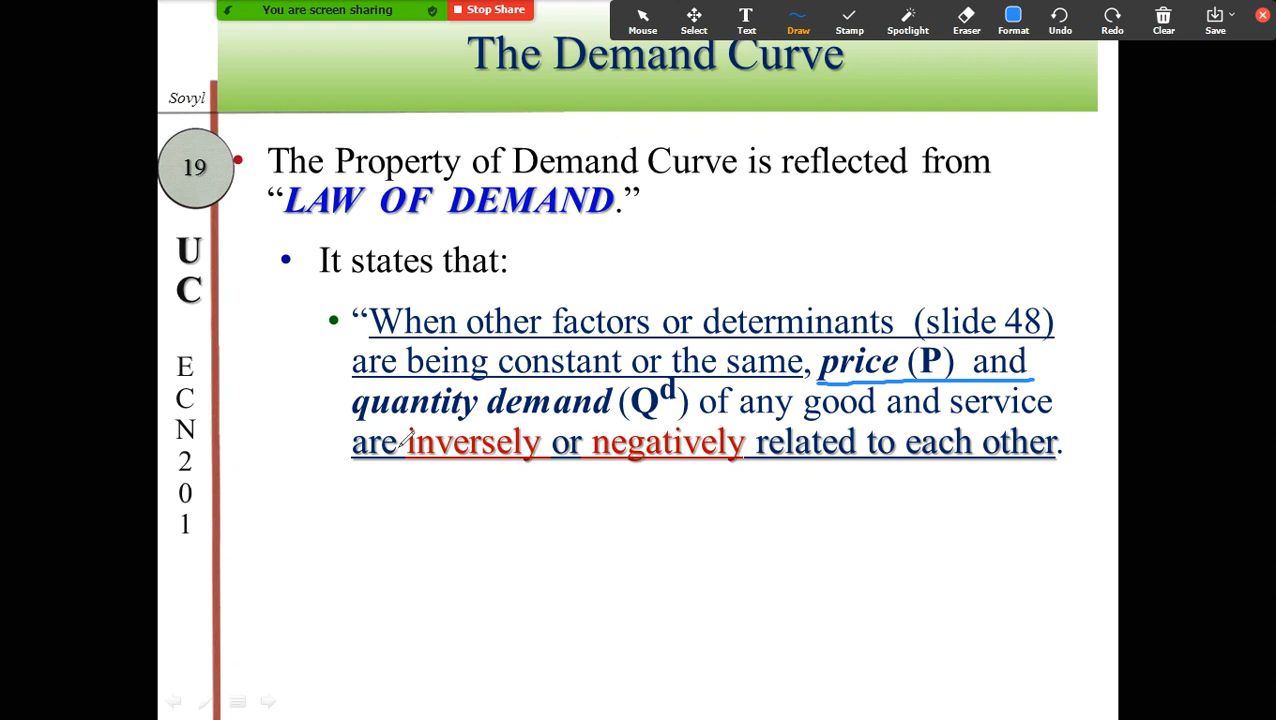 You are screen sharing
Stop Share
Mouse
Select
Text
Draw
Stamp
Spotlight
Eraser
Format
Undo
Redo
Clear
Save
The Demand Curve
Sovyl
19
U
C
E
C
N
2
0
1
• The Property of Demand Curve is reflected from
“LAW OF DEMAND.”
• It states that:
• “When other factors or determinants (slide 48)
are being constant or the same, price (P) and
quantity demand (Qᵈ) of any good and service
are inversely or negatively related to each other.